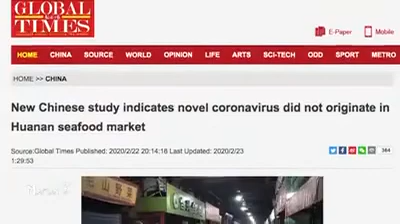 GLOBAL
TIMES
E-Paper
Mobile
HOME CHINA SOURCE WORLD OPINION LIFE ARTS SCI-TECH ODD SPORT METRO
HOME >> CHINA
New Chinese study indicates novel coronavirus did not originate in
Huanan seafood market
Source:Global Times Published: 2020/2/22 20:14:18 Last Updated: 2020/2/23
1:29:53
384